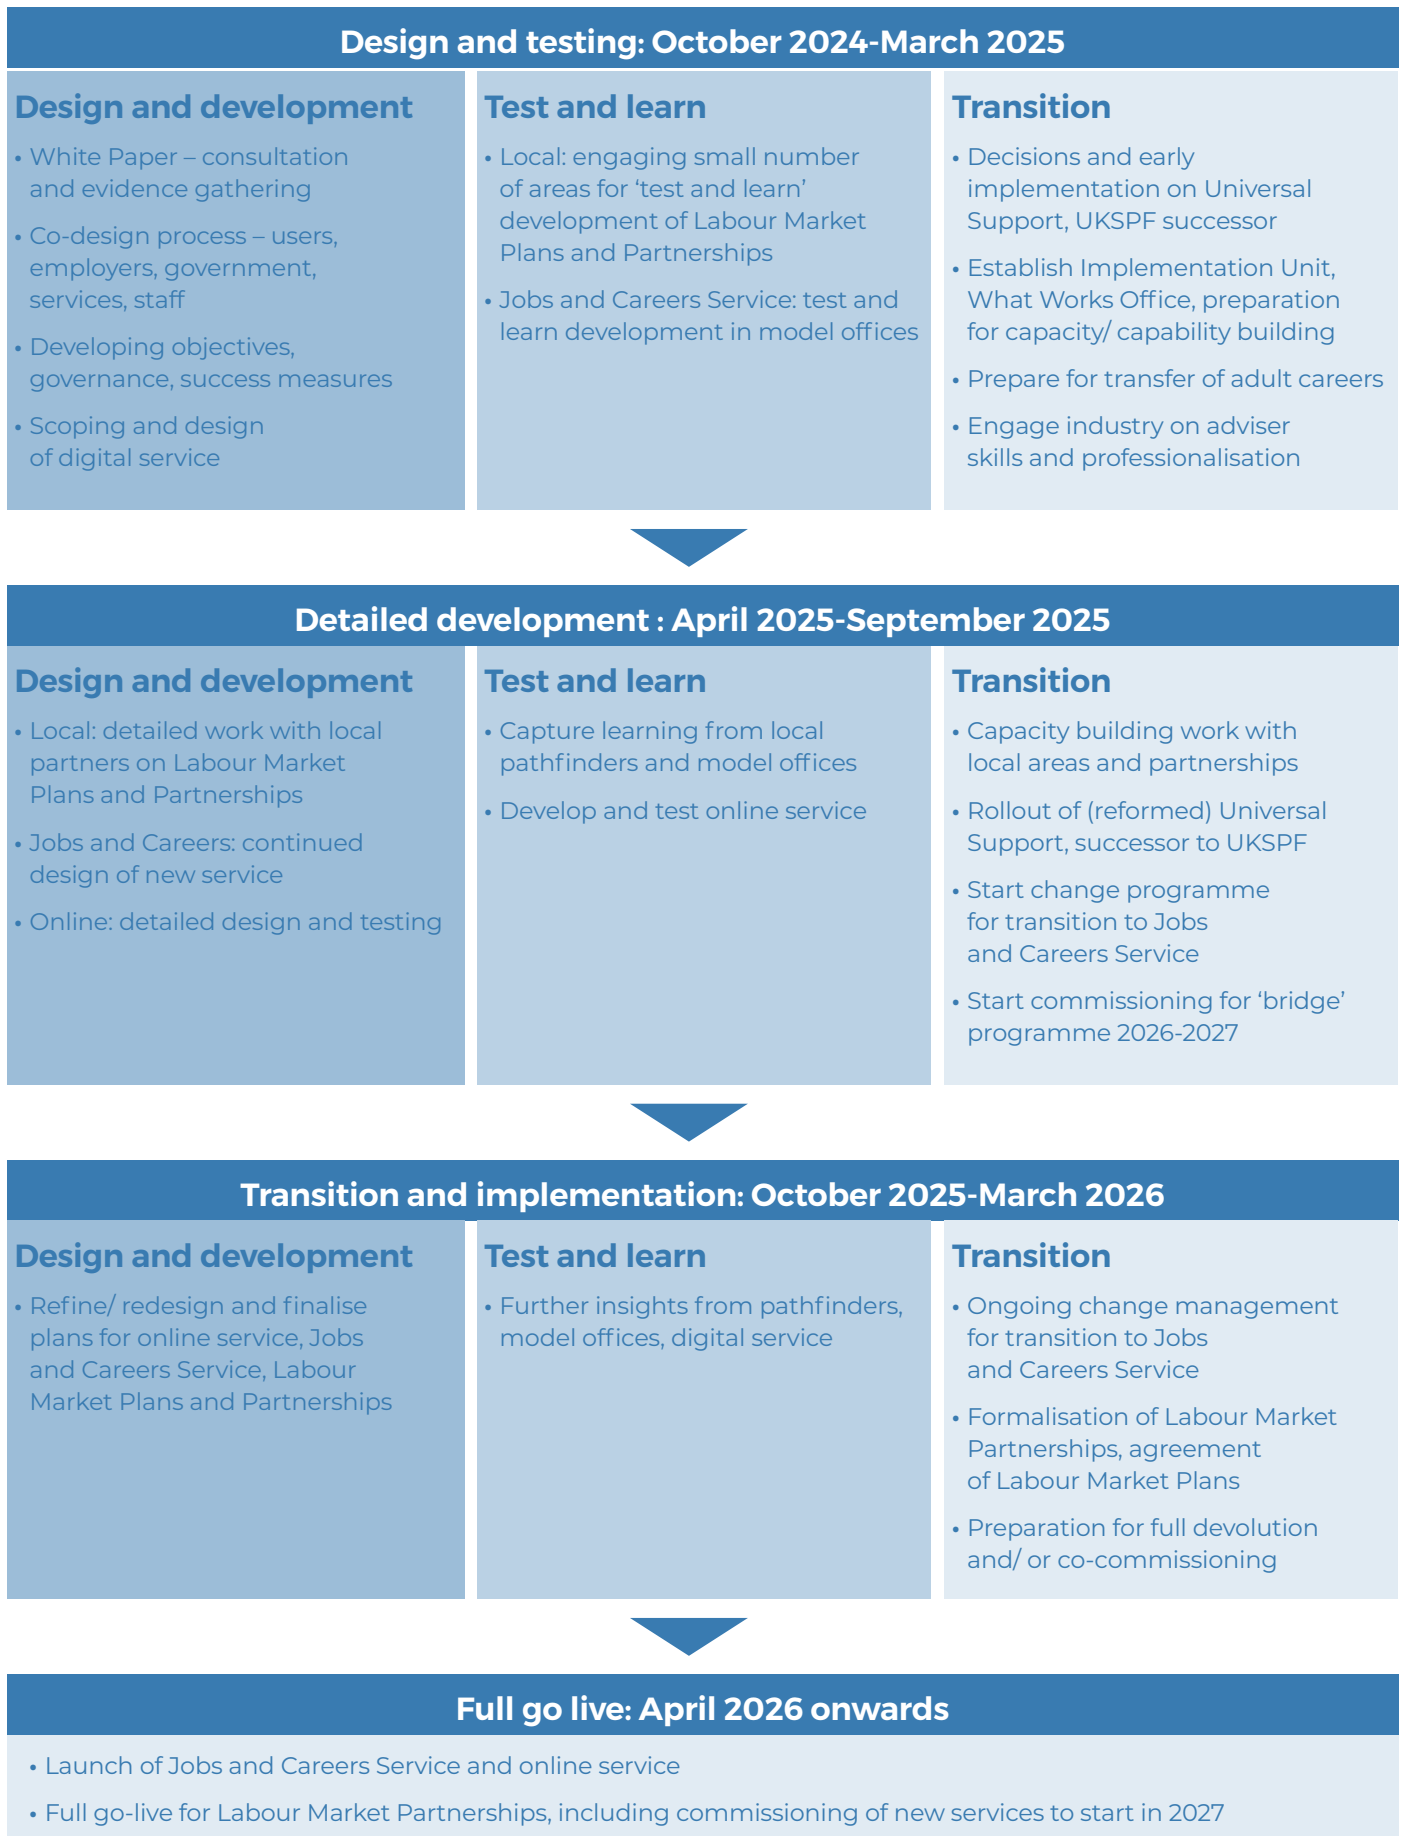 Design and testing: October 2024-March 2025
Design and development
• White Paper – consultation
and evidence gathering
• Co-design process – users,
employers, government,
services, staff
• Developing objectives,
governance, success measures
• Scoping and design
of digital service
Test and learn
• Local: engaging small number
of areas for ‘test and learn’
development of Labour Market
Plans and Partnerships
• Jobs and Careers Service: test and
learn development in model offices
Transition
• Decisions and early
implementation on Universal
Support, UKSPF successor
• Establish Implementation Unit,
What Works Office, preparation
for capacity/ capability building
• Prepare for transfer of adult careers
• Engage industry on adviser
skills and professionalisation
Detailed development : April 2025-September 2025
Design and development
• Local: detailed work with local
partners on Labour Market
Plans and Partnerships
• Jobs and Careers: continued
design of new service
• Online: detailed design and testing
Test and learn
• Capture learning from local
pathfinders and model offices
• Develop and test online service
Transition
• Capacity building work with
local areas and partnerships
• Rollout of (reformed) Universal
Support, successor to UKSPF
• Start change programme
for transition to Jobs
and Careers Service
• Start commissioning for ‘bridge’
programme 2026-2027
Transition and implementation: October 2025-March 2026
Design and development
• Refine/ redesign and finalise
plans for online service, Jobs
and Careers Service, Labour
Market Plans and Partnerships
Test and learn
• Further insights from pathfinders,
model offices, digital service
Transition
• Ongoing change management
for transition to Jobs
and Careers Service
• Formalisation of Labour Market
Partnerships, agreement
of Labour Market Plans
• Preparation for full devolution
and/ or co-commissioning
Full go live: April 2026 onwards
• Launch of Jobs and Careers Service and online service
• Full go-live for Labour Market Partnerships, including commissioning of new services to start in 2027